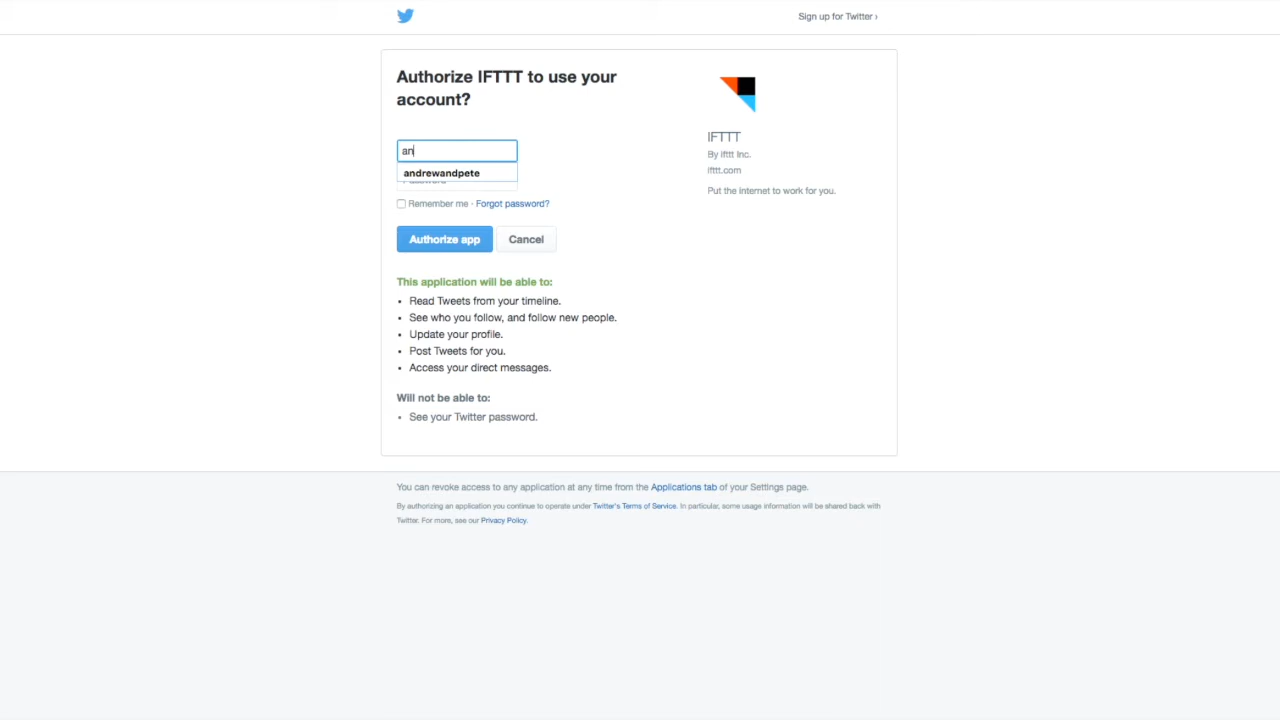 Sign up for Twitter ›
Authorize IFTTT to use your
account?
an
andrewandpete
Password
Remember me · Forgot password?
Authorize app
Cancel
This application will be able to:
• Read Tweets from your timeline.
• See who you follow, and follow new people.
• Update your profile.
• Post Tweets for you.
• Access your direct messages.
Will not be able to:
• See your Twitter password.
IFTTT
By ifttt Inc.
ifttt.com
Put the internet to work for you.
You can revoke access to any application at any time from the Applications tab of your Settings page.
By authorizing an application you continue to operate under Twitter's Terms of Service. In particular, some usage information will be shared back with
Twitter. For more, see our Privacy Policy.